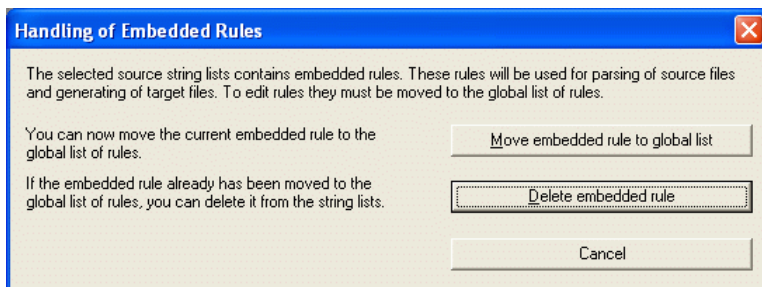 Handling of Embedded Rules
The selected source string lists contains embedded rules. These rules will be used for parsing of source files
and generating of target files. To edit rules they must be moved to the global list of rules.
You can now move the current embedded rule to the
global list of rules.
Move embedded rule to global list
If the embedded rule already has been moved to the
global list of rules, you can delete it from the string lists.
Delete embedded rule
Cancel